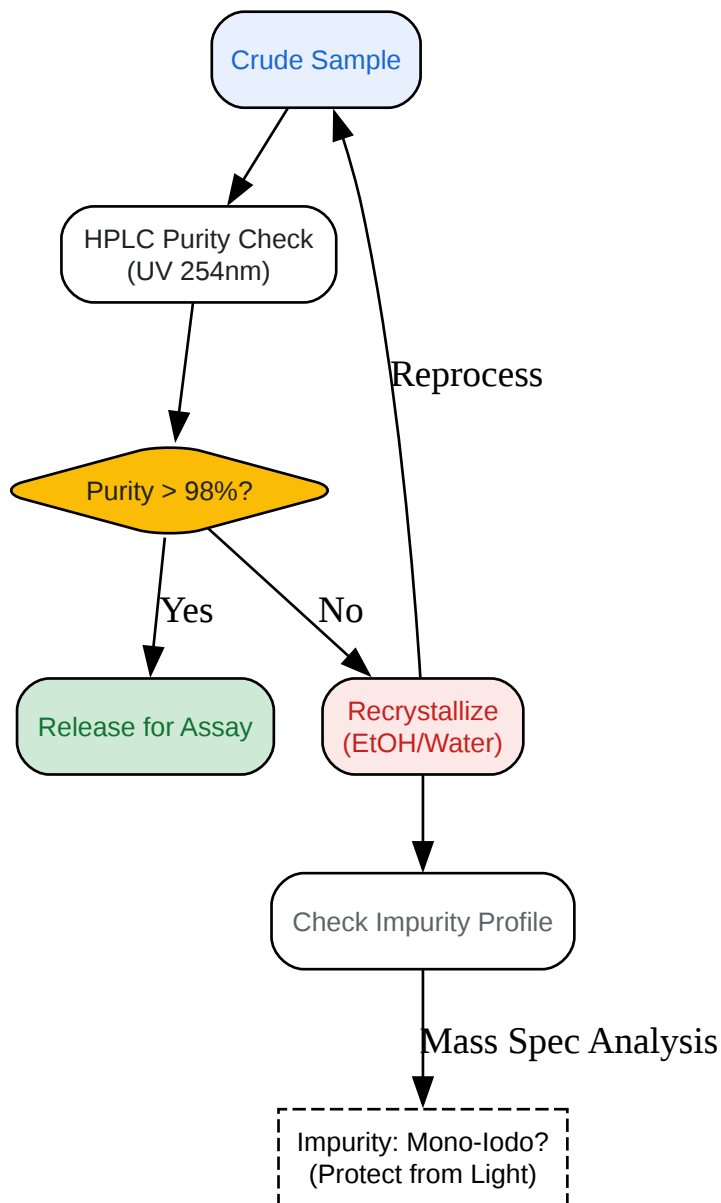 Crude Sample
HPLC Purity Check
(UV 254nm)
Reprocess
Purity > 98%?
Yes
No
Release for Assay
Recrystallize
(EtOH/Water)
Check Impurity Profile
Mass Spec Analysis
Impurity: Mono-Iodo?
(Protect from Light)